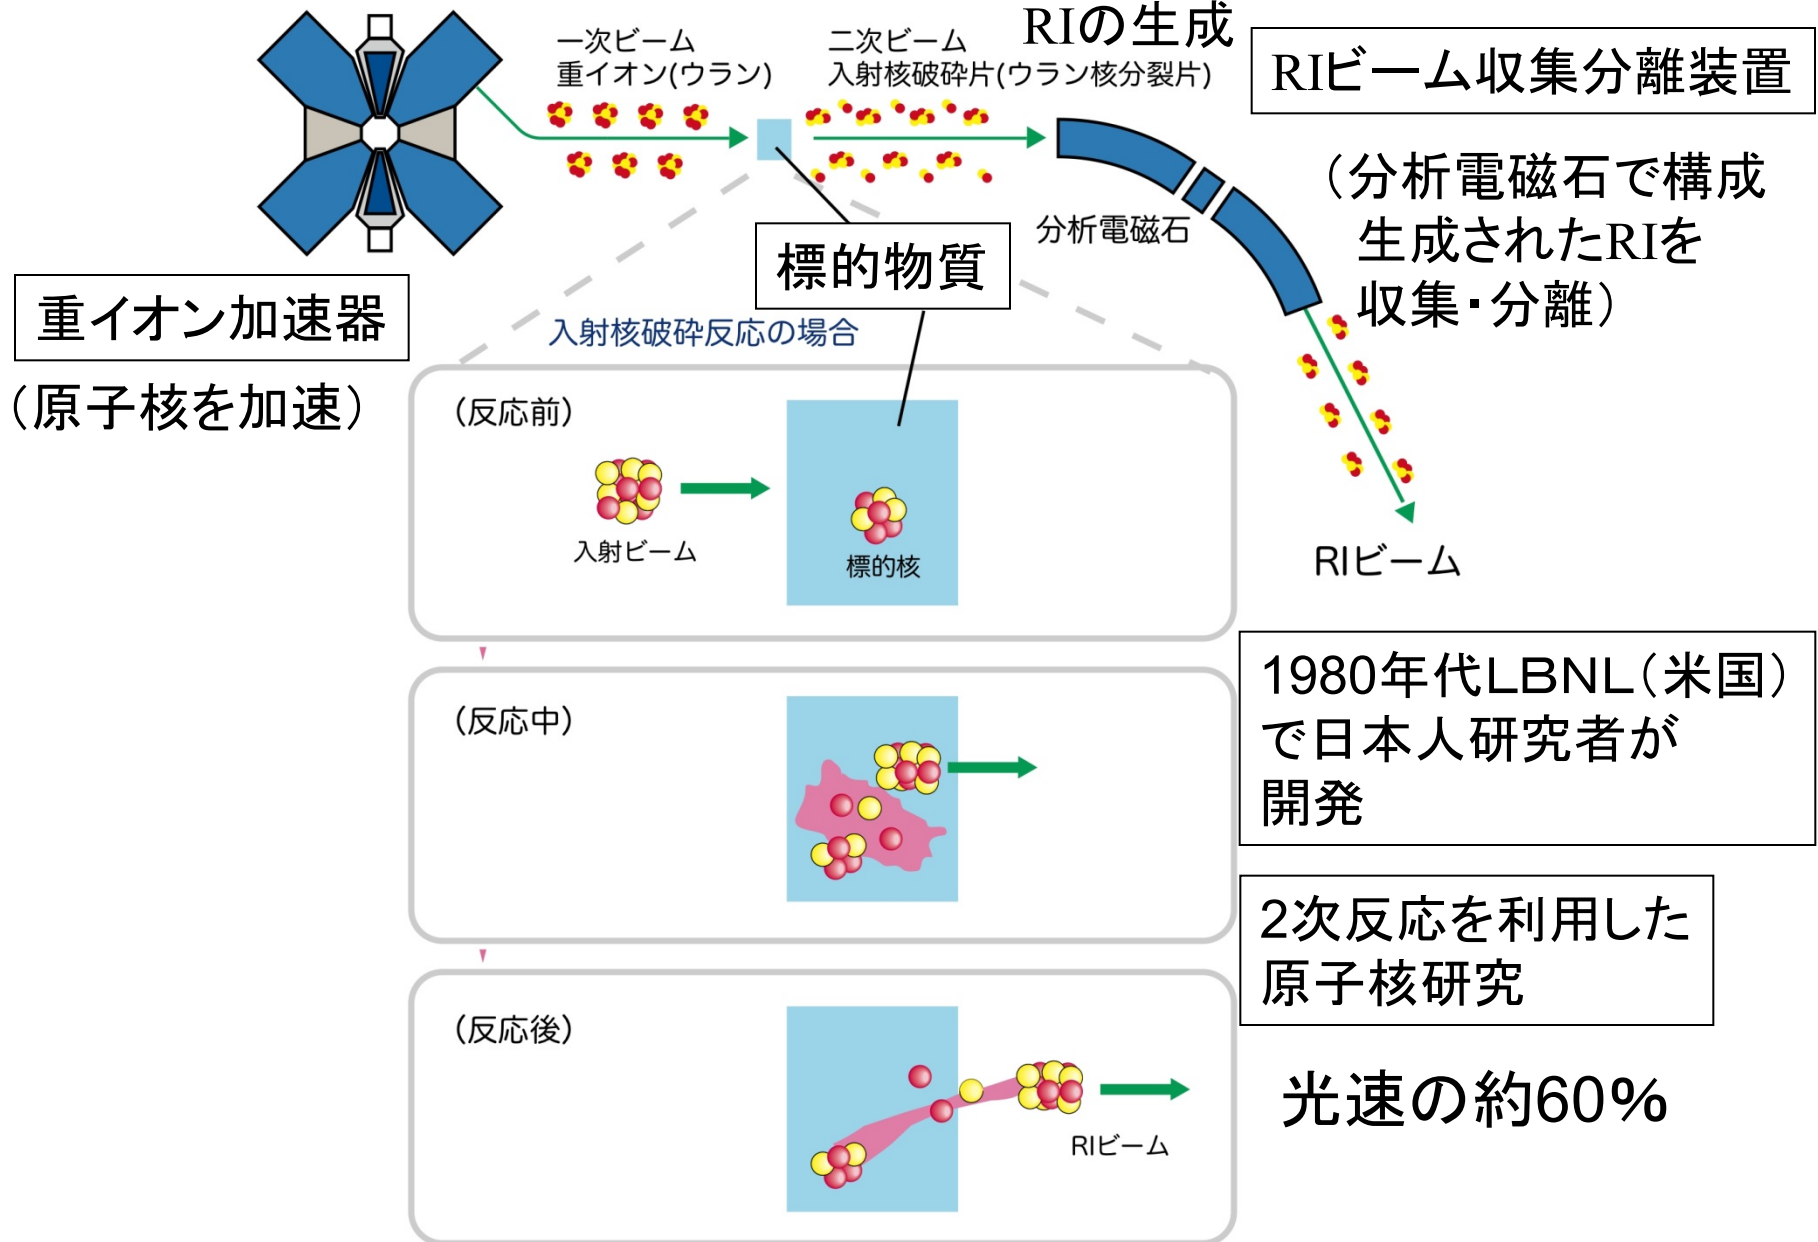 RIの生成
一次ビーム
重イオン(ウラン)
二次ビーム
入射核破砕片(ウラン核分裂片)
RIビーム収集分離装置
（分析電磁石で構成
生成されたRIを
収集・分離）
分析電磁石
標的物質
重イオン加速器
（原子核を加速）
入射核破砕反応の場合
(反応前)
入射ビーム
標的核
RIビーム
(反応中)
1980年代LBNL（米国）
で日本人研究者が
開発
2次反応を利用した
原子核研究
(反応後)
RIビーム
光速の約60%